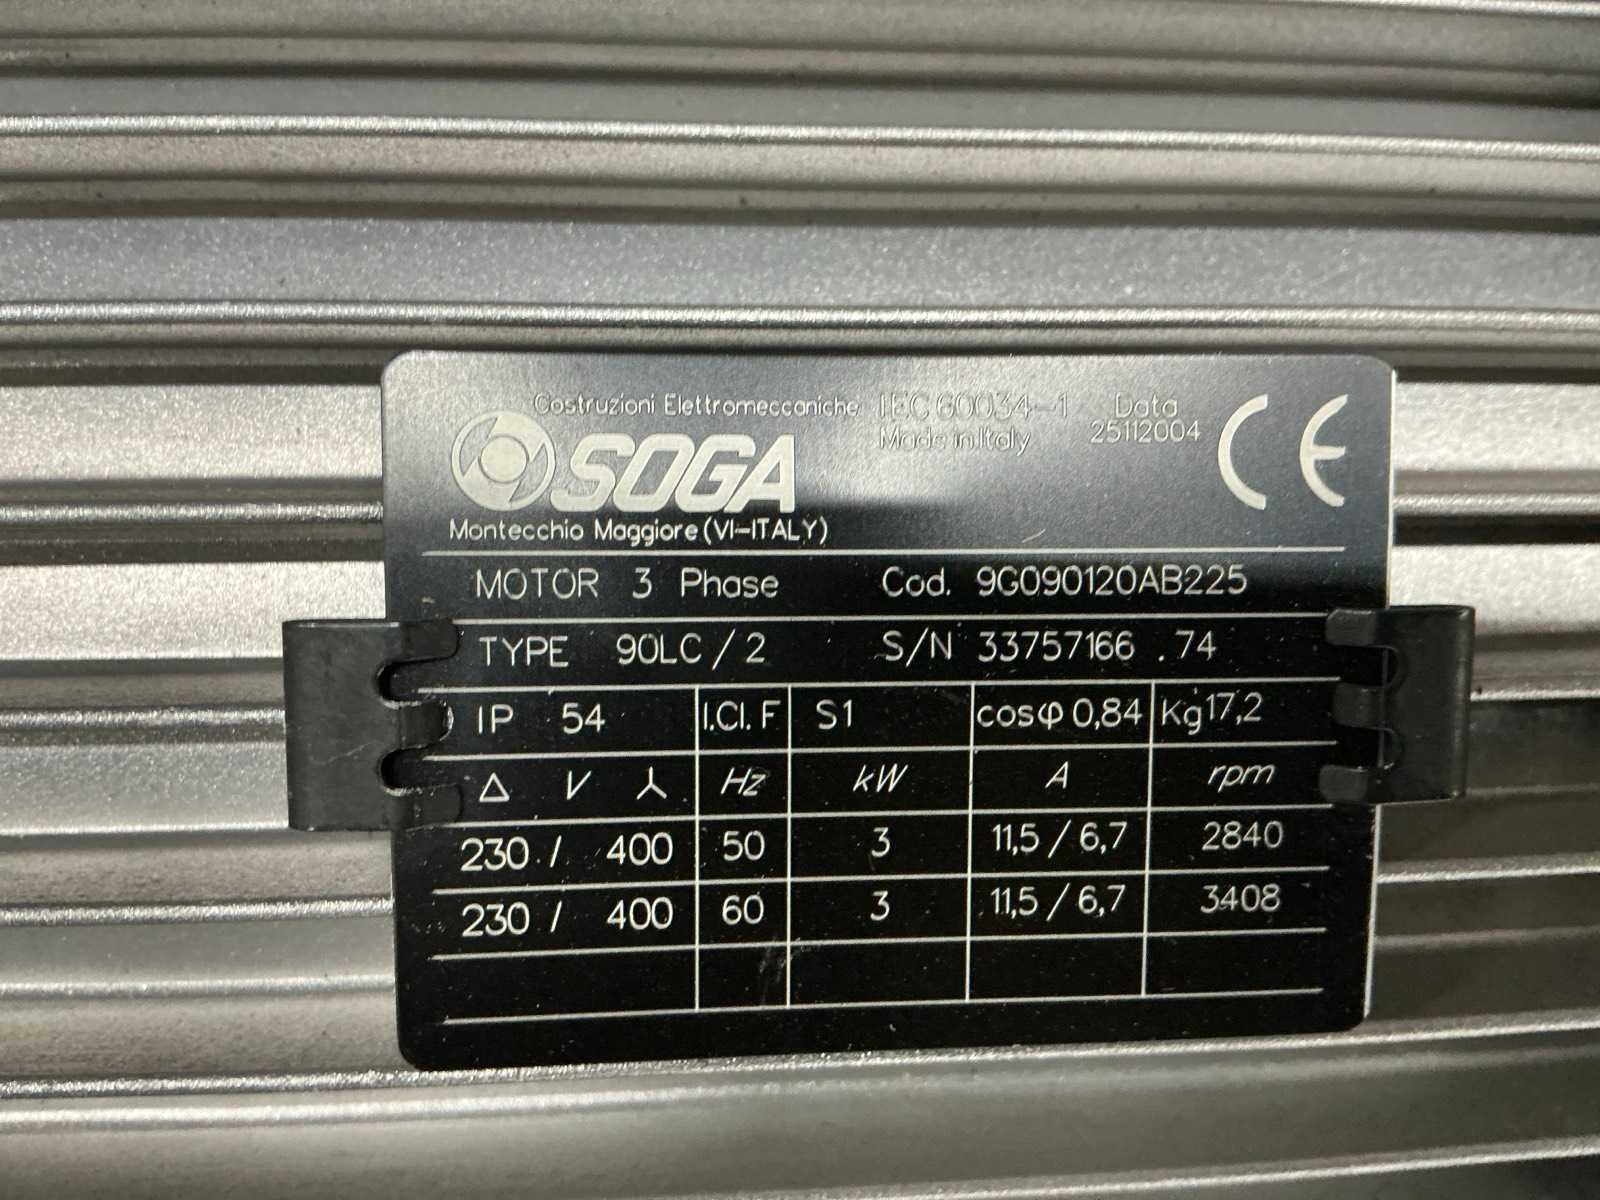 Costruzioni Elettromeccaniche IEC 60034-1 Data
SOGA Made in Italy 25112004 CE
Montecchio Maggiore (VI-ITALY)
MOTOR 3 Phase Cod. 9G090120AB225
TYPE 90LC / 2 S/N 33757166 .74
IP 54 I.Cl. F S1 cosφ 0,84 Kg 17,2
Δ V ⅄ Hz kW A rpm
230 / 400 50 3 11,5 / 6,7 2840
230 / 400 60 3 11,5 / 6,7 3408